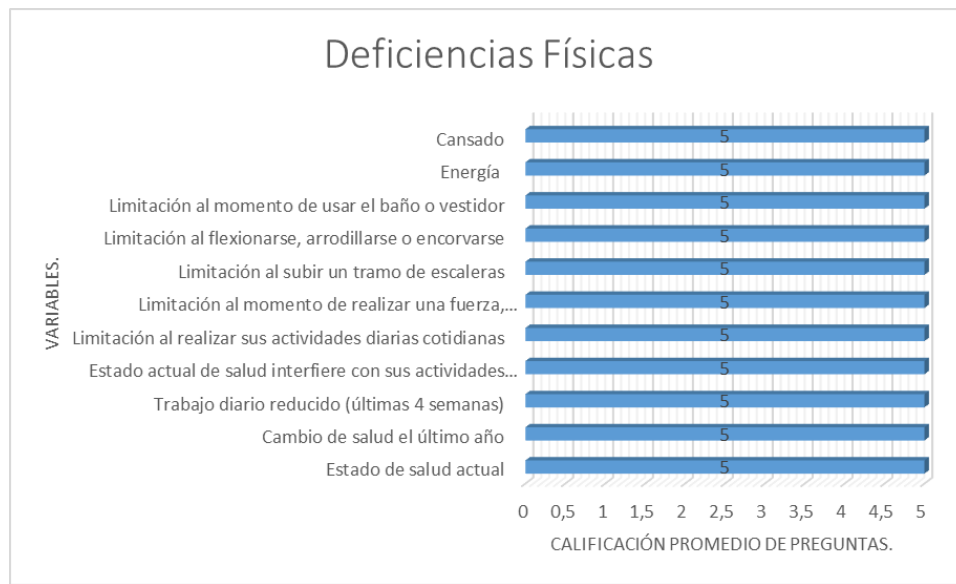 Deficiencias Físicas
VARIABLES.
Cansado
5
Energía
5
Limitación al momento de usar el baño o vestidor
5
Limitación al flexionarse, arrodillarse o encorvarse
5
Limitación al subir un tramo de escaleras
5
Limitación al momento de realizar una fuerza,...
5
Limitación al realizar sus actividades diarias cotidianas
5
Estado actual de salud interfiere con sus actividades...
5
Trabajo diario reducido (últimas 4 semanas)
5
Cambio de salud el último año
5
Estado de salud actual
5
0 0,5 1 1,5 2 2,5 3 3,5 4 4,5 5
CALIFICACIÓN PROMEDIO DE PREGUNTAS.